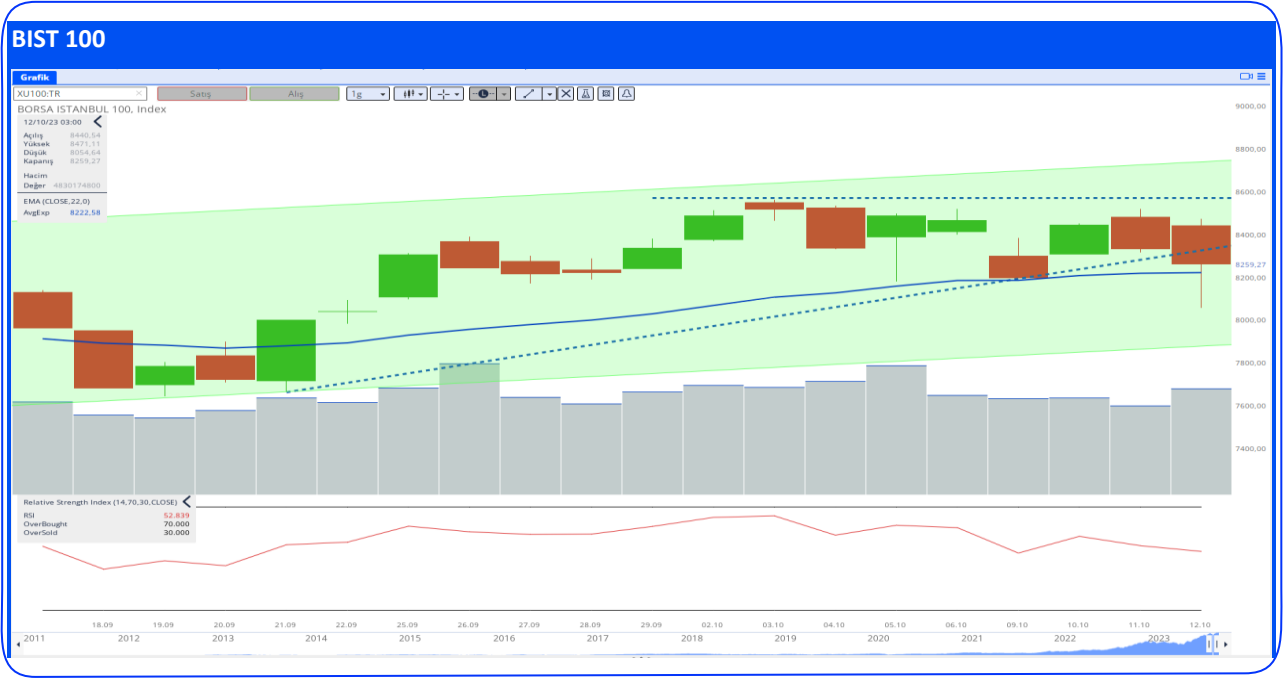 BIST 100
Grafik
XU100:TR
Satış
Alış
1g
L
BORSA ISTANBUL 100, Index
12/10/23 03:00
Açılış 8440,54
Yüksek 8471,11
Düşük 8054,64
Kapanış 8259,27
Hacim
Değer 4830174800
EMA (CLOSE,22,0)
AvgExp 8222,58
9000,00
8800,00
8600,00
8400,00
8259,27
8200,00
8000,00
7800,00
7600,00
7400,00
Relative Strength Index (14,70,30,CLOSE)
RSI 52.839
OverBought 70.000
OverSold 30.000
18.09 19.09 20.09 21.09 22.09 25.09 26.09 27.09 28.09 29.09 02.10 03.10 04.10 05.10 06.10 09.10 10.10 11.10 12.10
2011 2012 2013 2014 2015 2016 2017 2018 2019 2020 2021 2022 2023